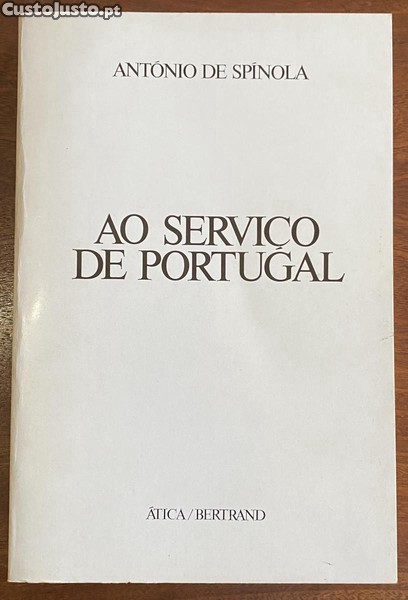 CustoJusto.pt
ANTÓNIO DE SPÍNOLA
AO SERVIÇO
DE PORTUGAL
ÁTICA/BERTRAND